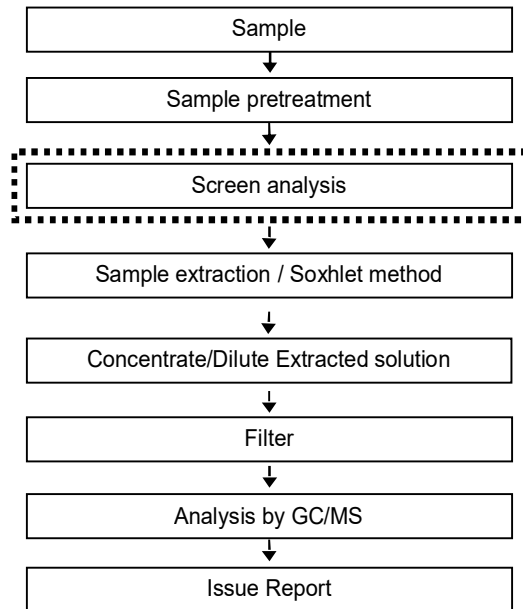 Sample
Sample pretreatment
Screen analysis
Sample extraction / Soxhlet method
Concentrate/Dilute Extracted solution
Filter
Analysis by GC/MS
Issue Report